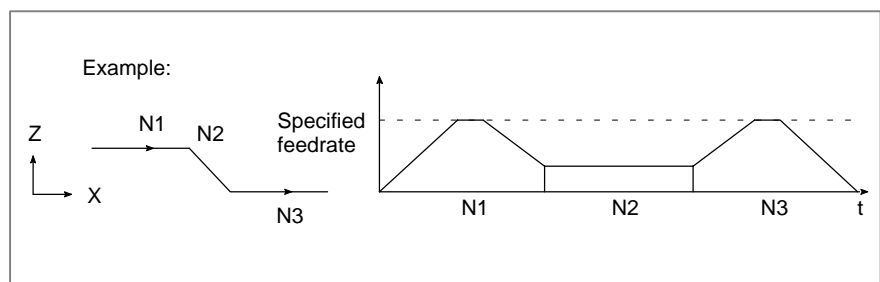 Example:
Z
X
N1
N2
N3
Specified
feedrate
N1
N2
N3
t